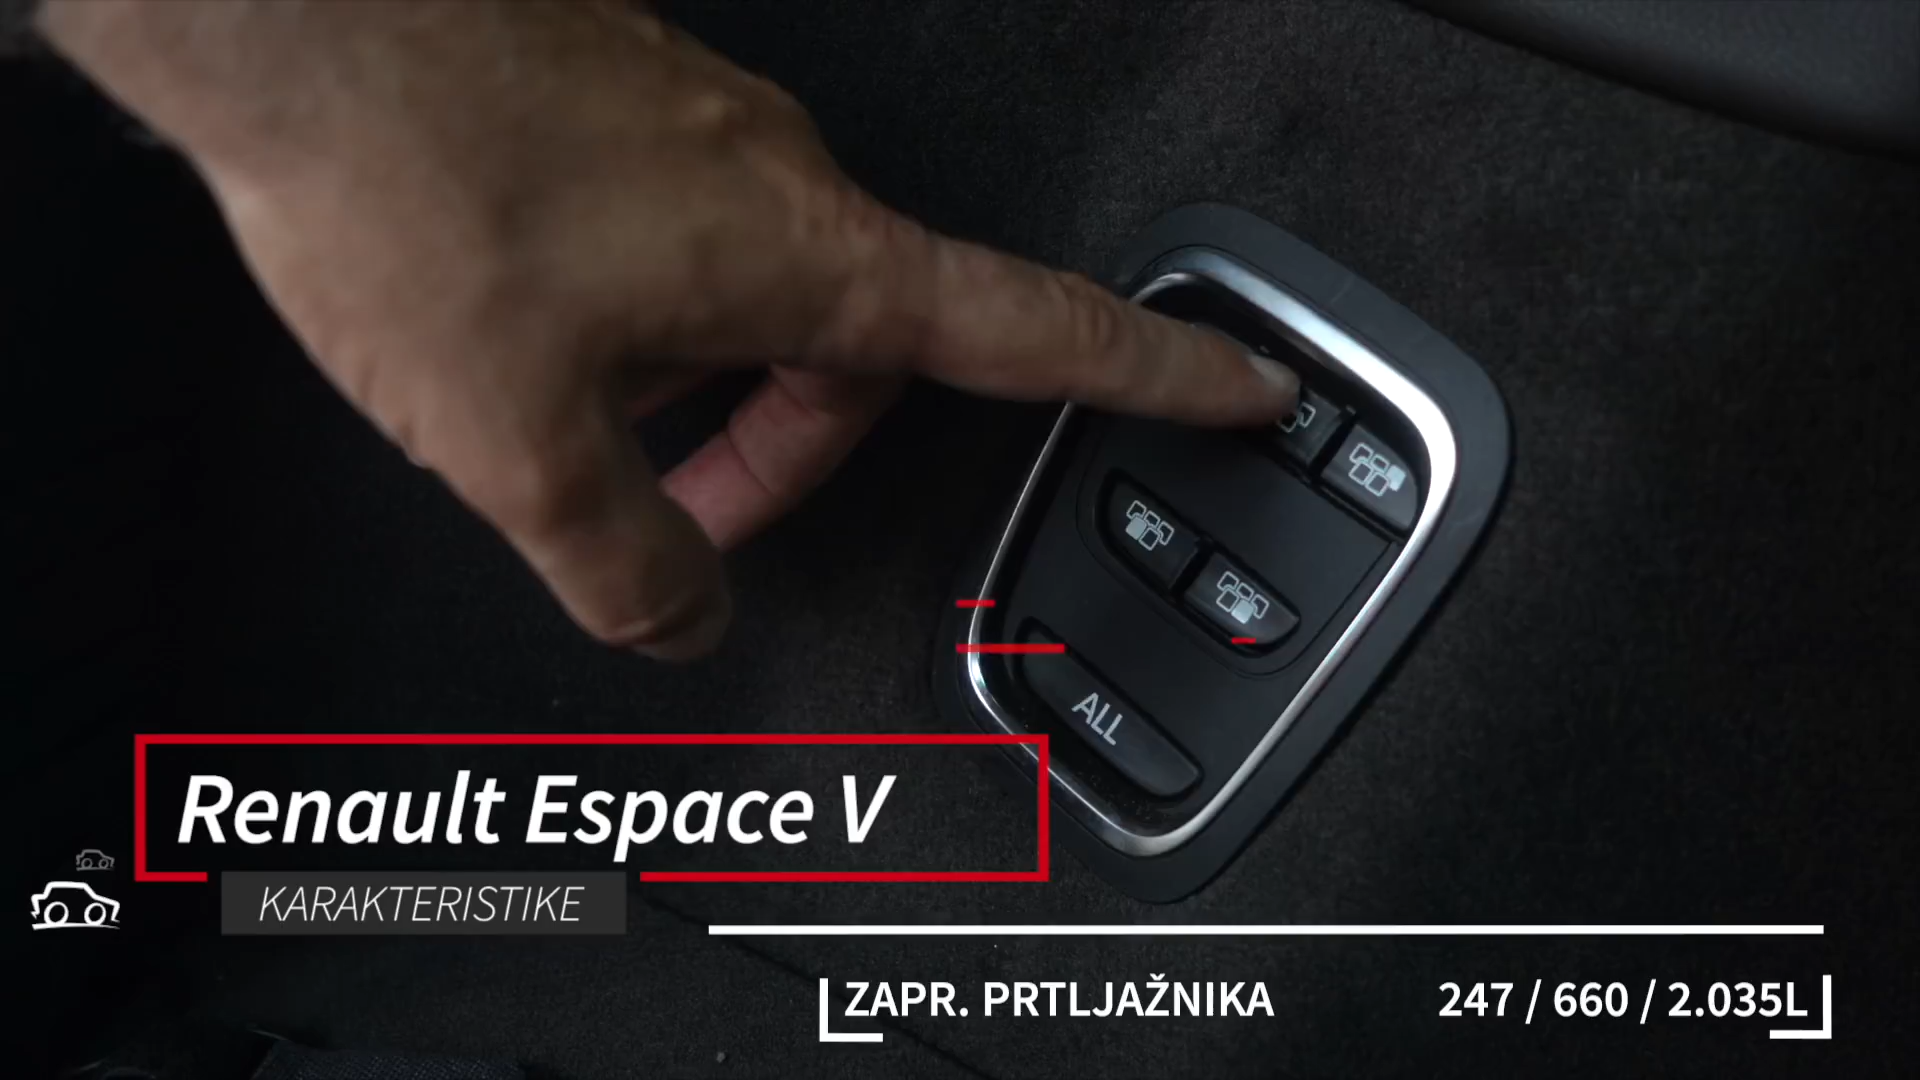 ALL
Renault Espace V
KARAKTERISTIKE
ZAPR. PRTLJAŽNIKA 247 / 660 / 2.035L